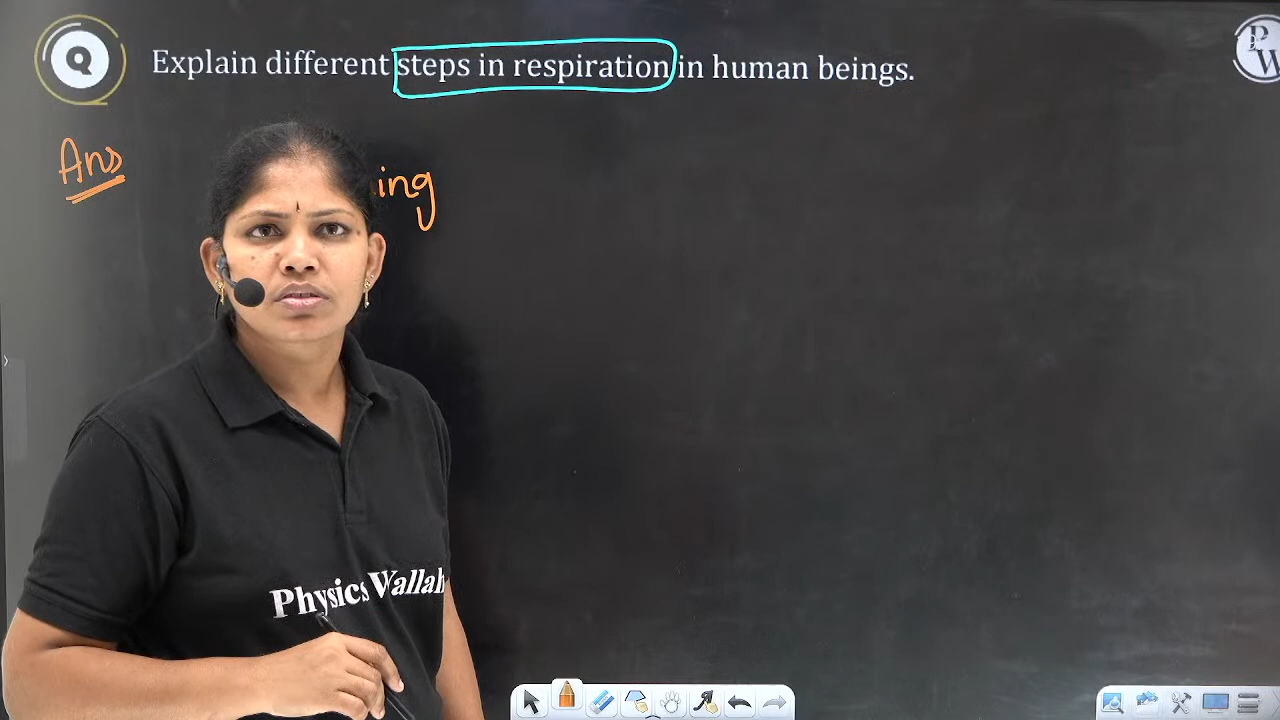 Q
Explain different steps in respiration in human beings.
Ans
ing
Physics Wallah
P
W